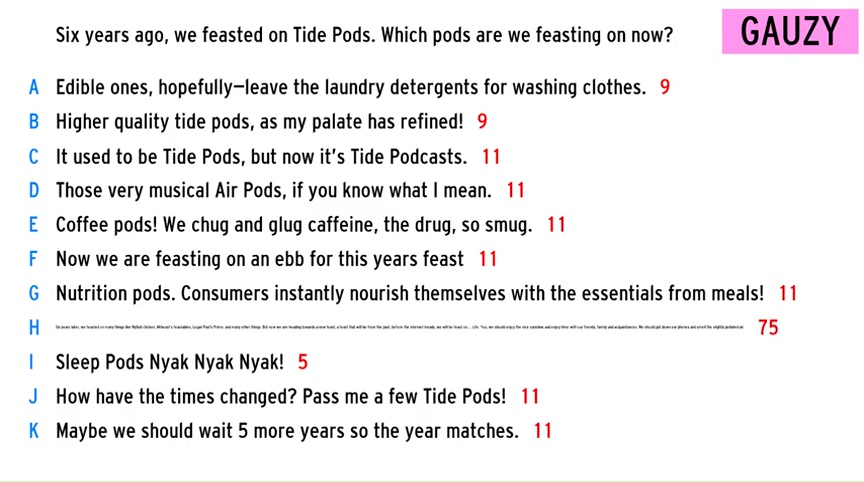 Six years ago, we feasted on Tide Pods. Which pods are we feasting on now?
GAUZY
A Edible ones, hopefully—leave the laundry detergents for washing clothes. 9
B Higher quality tide pods, as my palate has refined! 9
C It used to be Tide Pods, but now it's Tide Podcasts. 11
D Those very musical Air Pods, if you know what I mean. 11
E Coffee pods! We chug and glug caffeine, the drug, so smug. 11
F Now we are feasting on an ebb for this years feast 11
G Nutrition pods. Consumers instantly nourish themselves with the essentials from meals! 11
H 75
I Sleep Pods Nyak Nyak Nyak! 5
J How have the times changed? Pass me a few Tide Pods! 11
K Maybe we should wait 5 more years so the year matches. 11